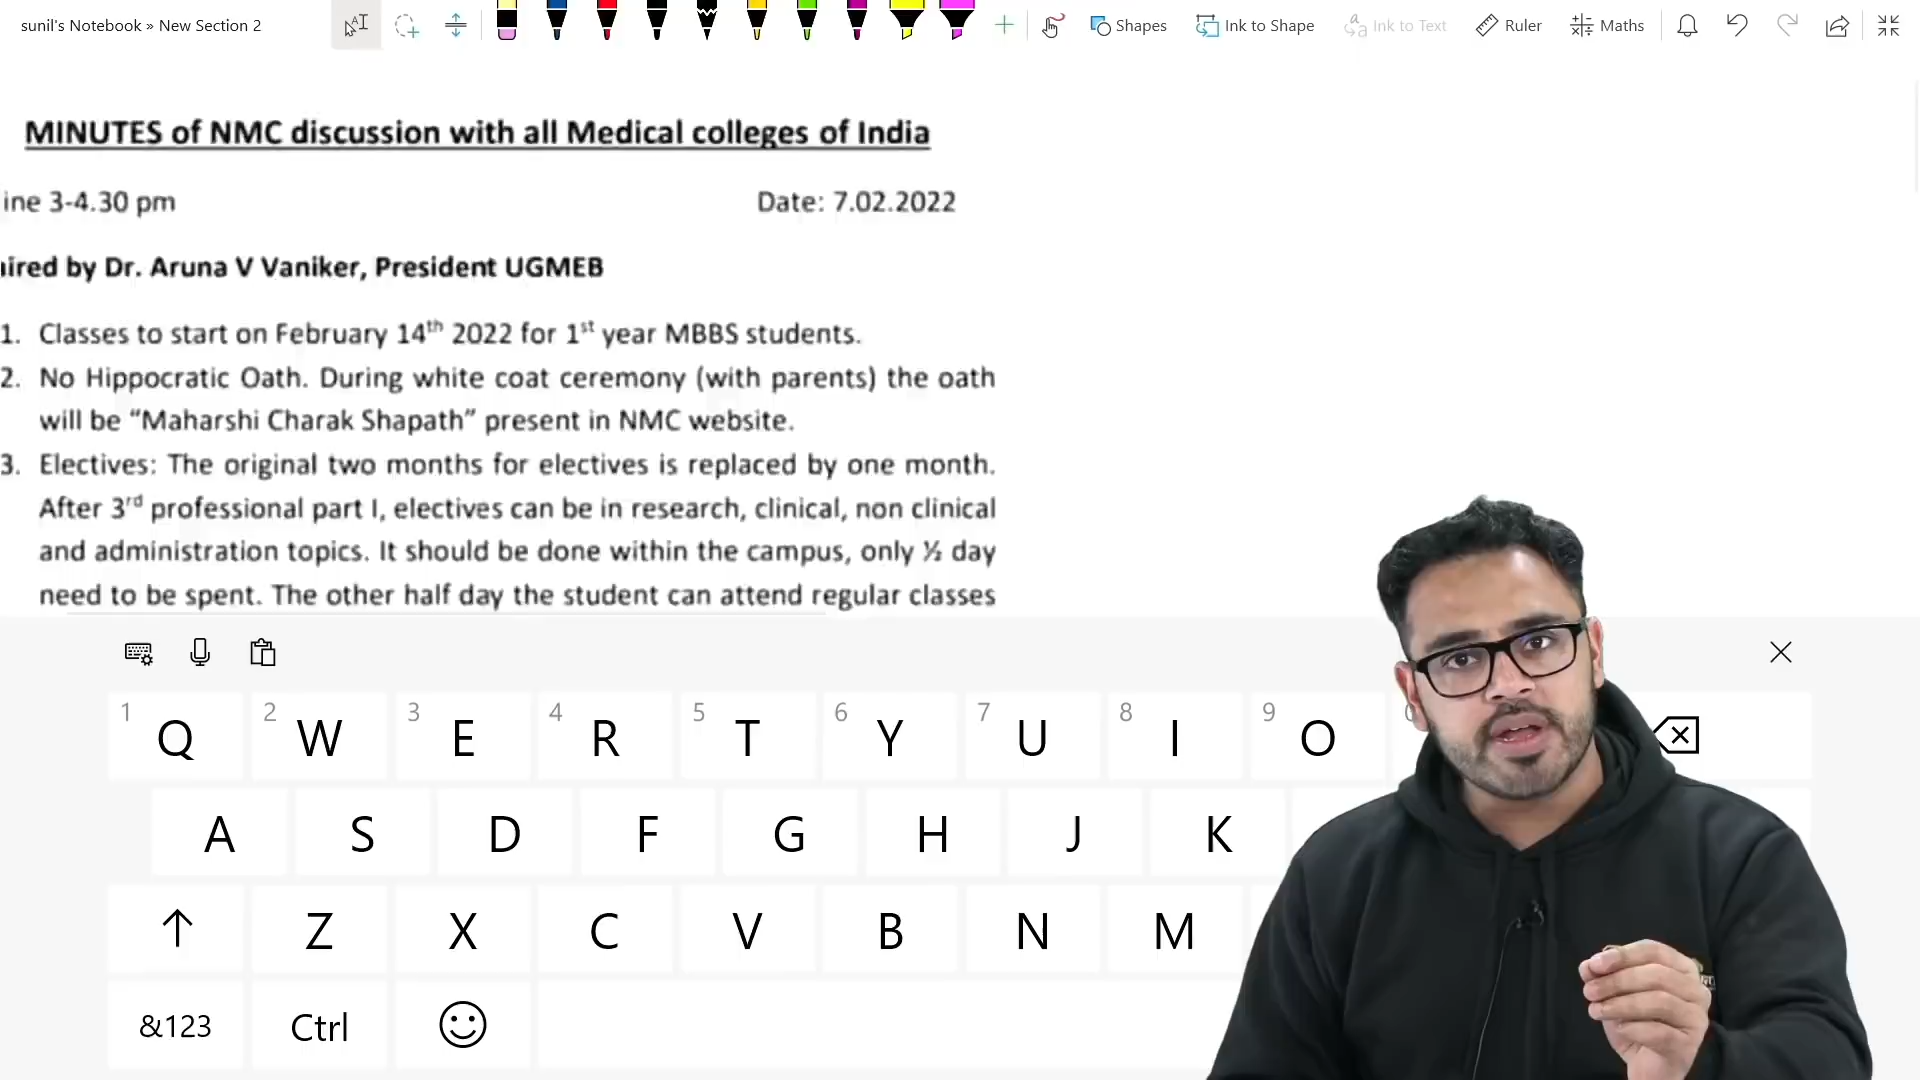 sunil's Notebook » New Section 2
Shapes
Ink to Shape
Ink to Text
Ruler
Maths
MINUTES of NMC discussion with all Medical colleges of India
ine 3-4.30 pm Date: 7.02.2022
ired by Dr. Aruna V Vaniker, President UGMEB
1. Classes to start on February 14th 2022 for 1st year MBBS students.
2. No Hippocratic Oath. During white coat ceremony (with parents) the oath
will be “Maharshi Charak Shapath” present in NMC website.
3. Electives: The original two months for electives is replaced by one month.
After 3rd professional part I, electives can be in research, clinical, non clinical
and administration topics. It should be done within the campus, only ½ day
need to be spent. The other half day the student can attend regular classes
1 Q 2 W 3 E 4 R 5 T 6 Y 7 U 8 I 9 O
A S D F G H J K
Z X C V B N M
&123 Ctrl